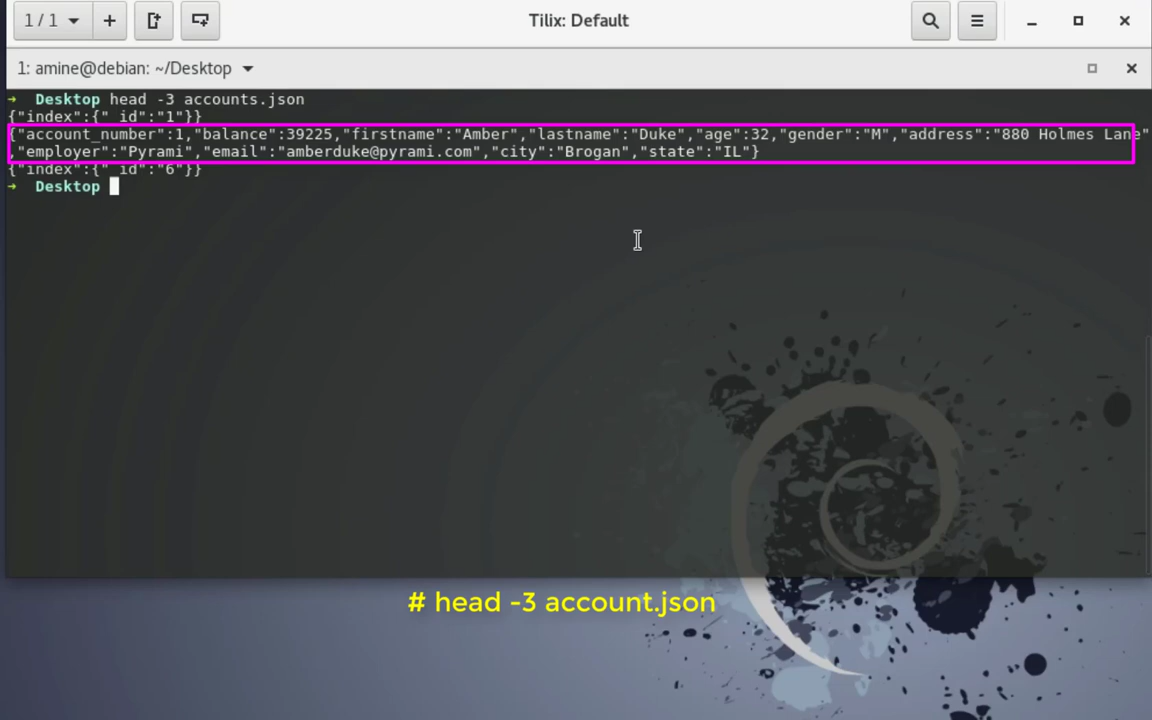 1 / 1
Tilix: Default
1: amine@debian: ~/Desktop
→ Desktop head -3 accounts.json
{"index":{"_id":"1"}}
{"account_number":1,"balance":39225,"firstname":"Amber","lastname":"Duke","age":32,"gender":"M","address":"880 Holmes Lane"
,"employer":"Pyrami","email":"amberduke@pyrami.com","city":"Brogan","state":"IL"}
{"index":{"_id":"6"}}
→ Desktop
# head -3 account.json